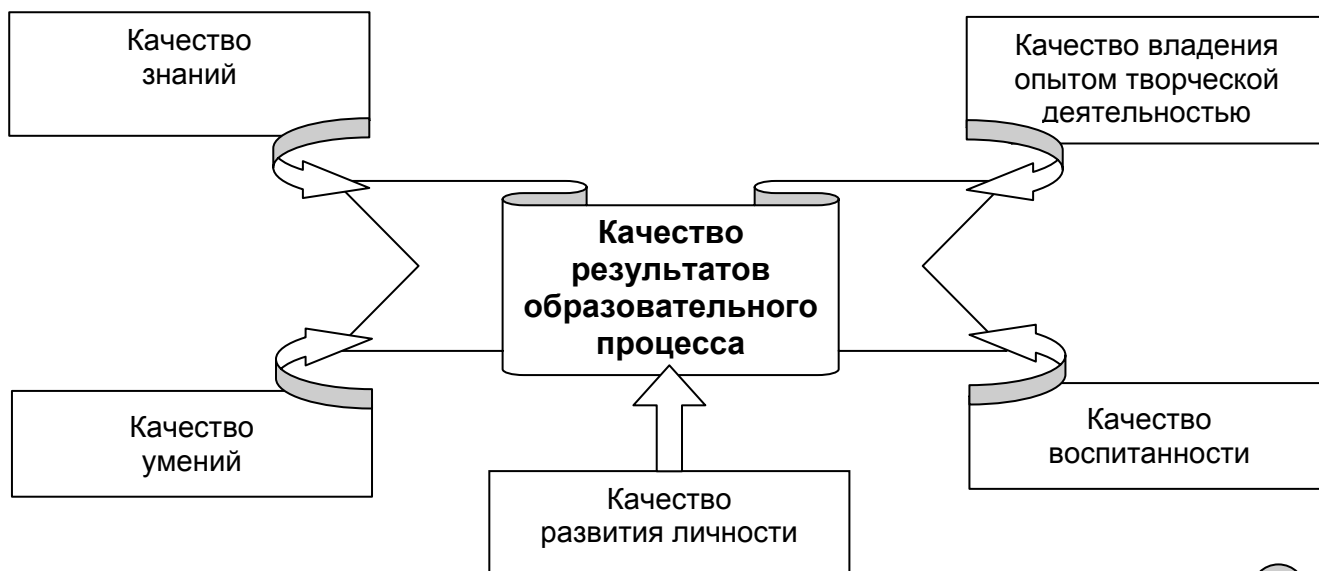 Качество
знаний
Качество владения
опытом творческой
деятельностью
Качество
результатов
образовательного
процесса
Качество
умений
Качество
воспитанности
Качество
развития личности